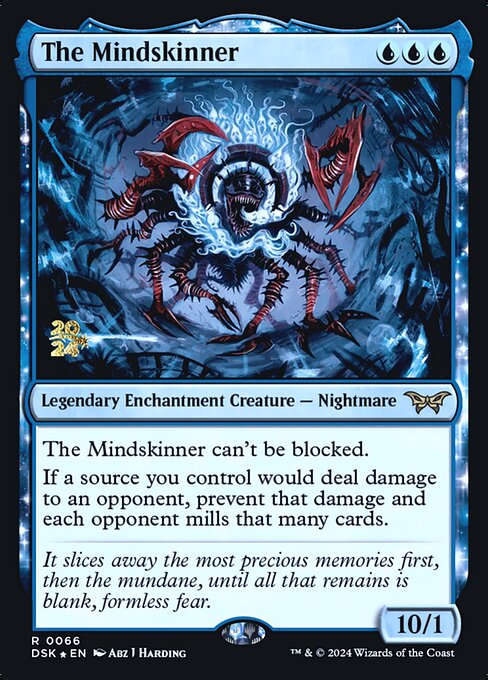 The Mindskinner
2024
Legendary Enchantment Creature — Nightmare
The Mindskinner can't be blocked.
If a source you control would deal damage
to an opponent, prevent that damage and
each opponent mills that many cards.
It slices away the most precious memories first,
then the mundane, until all that remains is
blank, formless fear.
10/1
R 0066
DSK ★ EN Abz J Harding
™ & © 2024 Wizards of the Coast